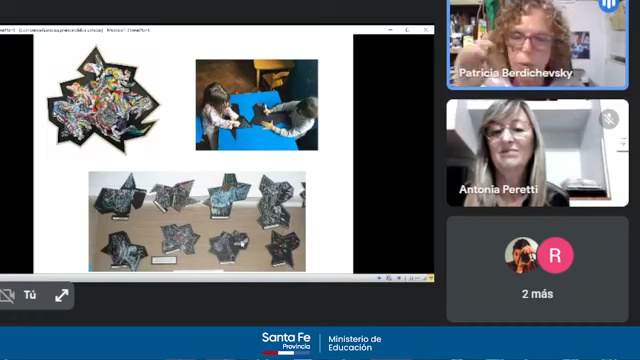 Patricia Berdichevsky
Antonia Peretti
R
2 más
Tú
Santa Fe
Provincia
Ministerio de
Educación